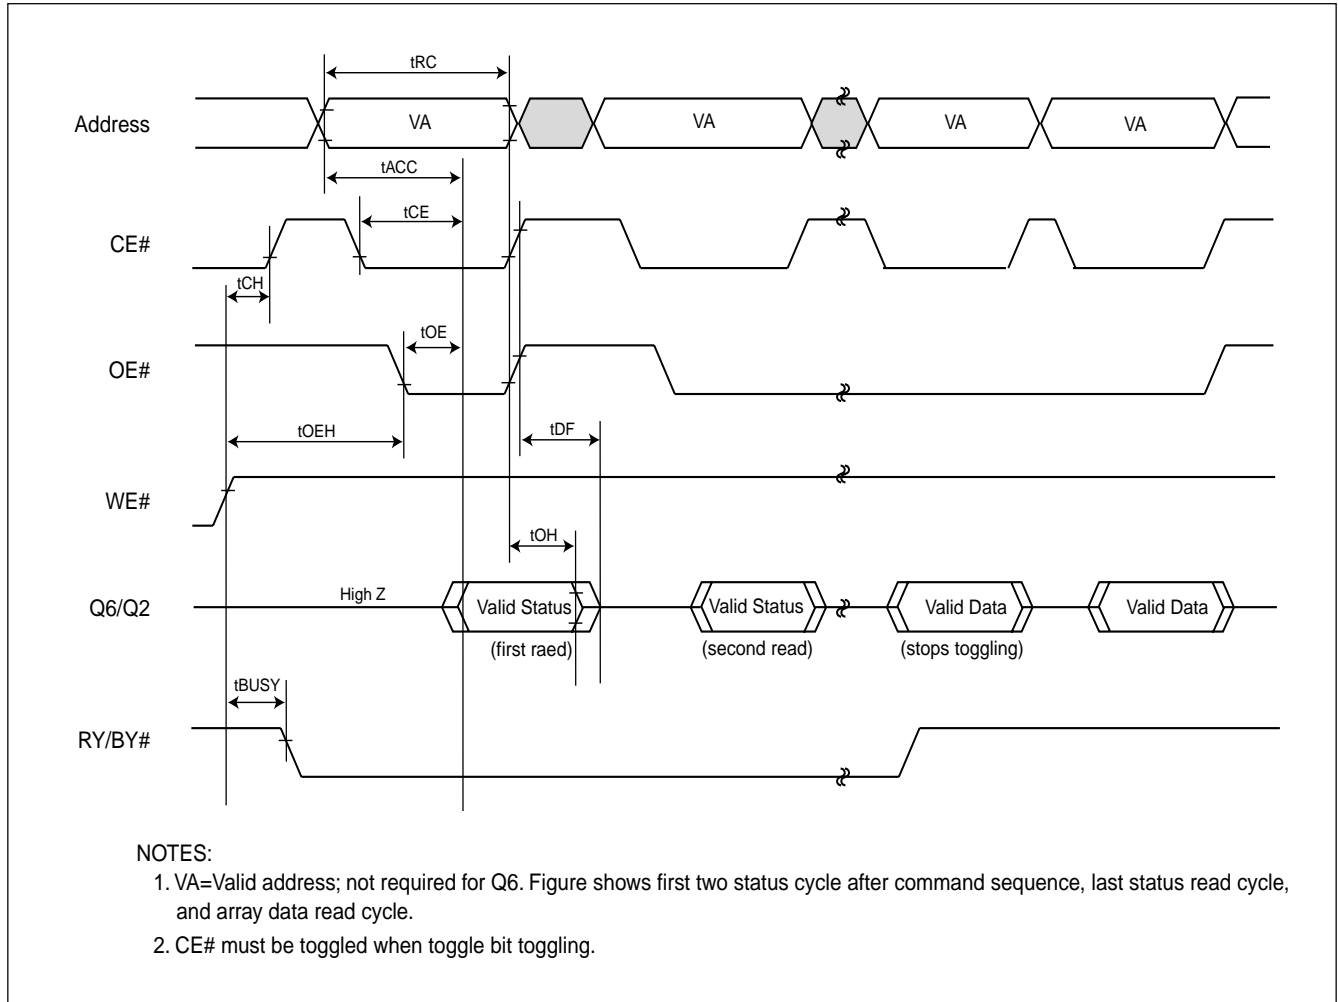 tRC
Address
VA
VA
VA
VA
tACC
tCE
CE#
tCH
tOE
OE#
tOEH
tDF
WE#
tOH
Q6/Q2
High Z
Valid Status
Valid Status
Valid Data
Valid Data
(first raed)
(second read)
(stops toggling)
tBUSY
RY/BY#
NOTES:
1. VA=Valid address; not required for Q6. Figure shows first two status cycle after command sequence, last status read cycle,
and array data read cycle.
2. CE# must be toggled when toggle bit toggling.